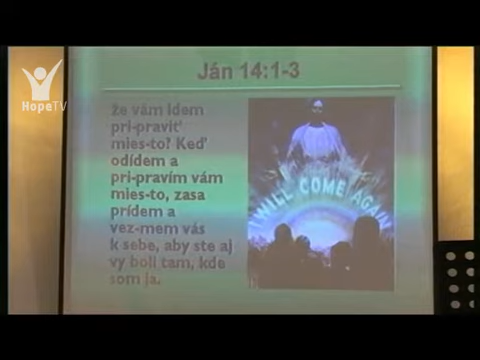 HopeTV
Ján 14:1-3
že vám idem
pri-praviť
mies-to? Keď
odídem a
pri-pravím vám
mies-to, zasa
prídem a
vez-mem vás
k sebe, aby ste aj
vy boli tam, kde
som ja.
I WILL COME AGAIN